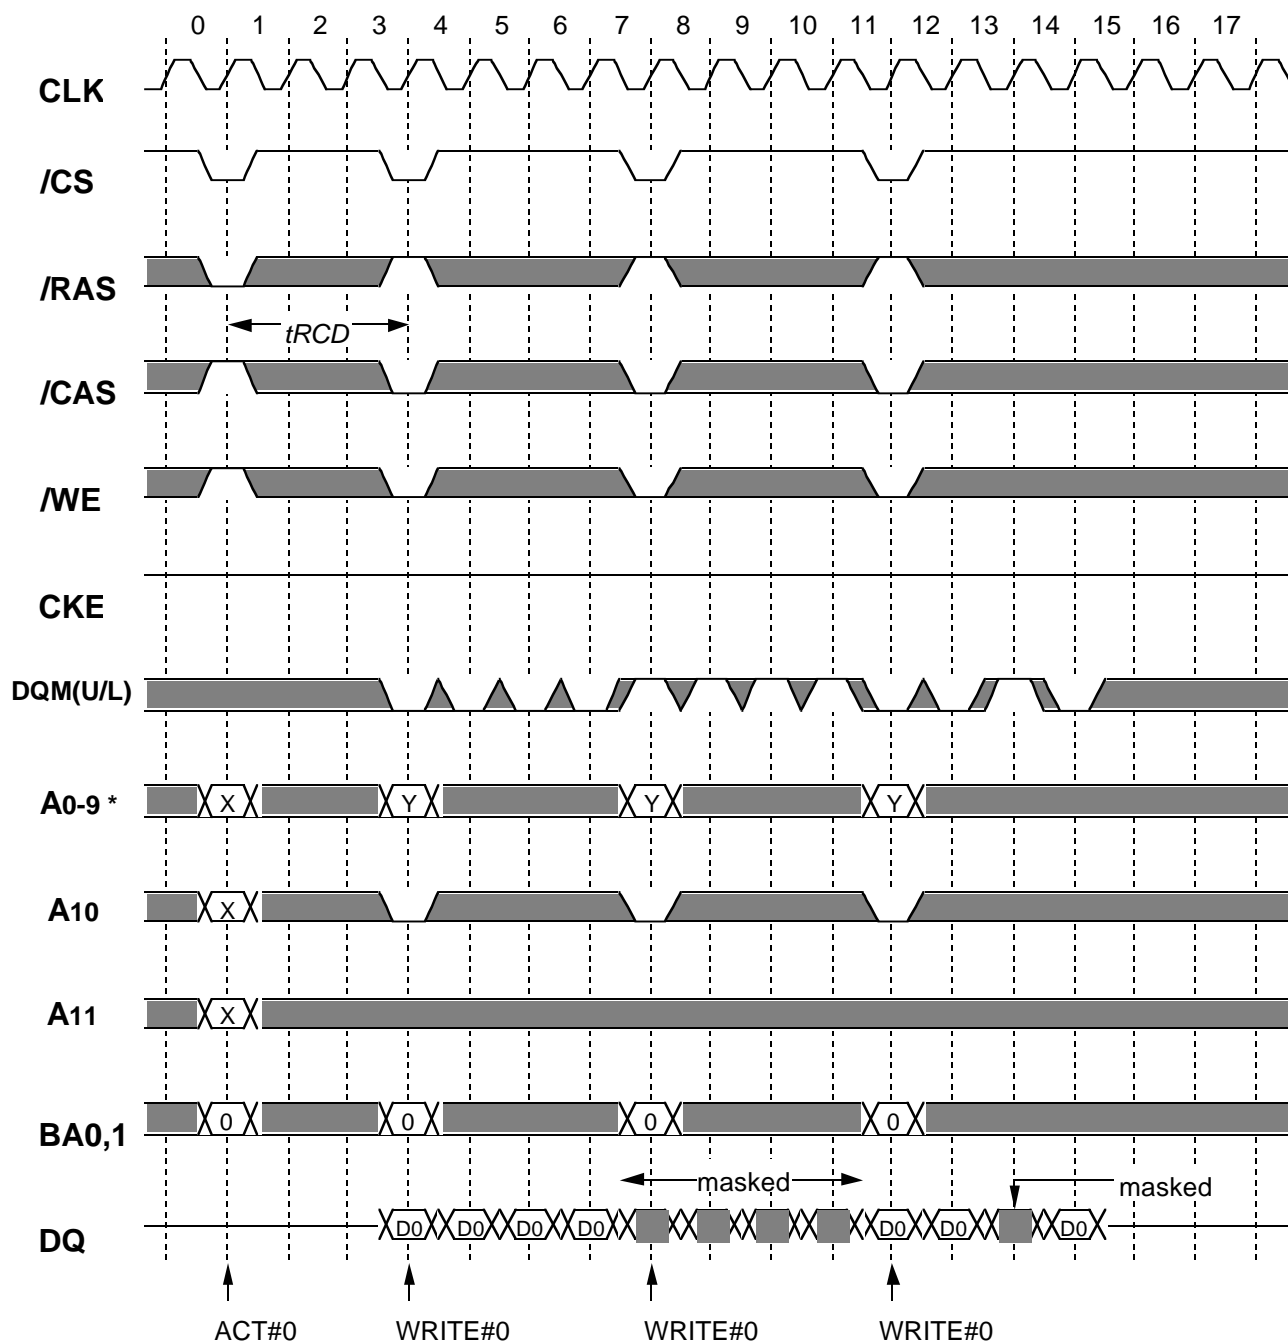 0 1 2 3 4 5 6 7 8 9 10 11 12 13 14 15 16 17
CLK
/CS
/RAS
tRCD
/CAS
/WE
CKE
DQM(U/L)
A0-9 * X Y Y Y
A10 X
A11 X
BA0,1 0 0 0 0
masked masked
DQ D0 D0 D0 D0 D0 D0 D0
ACT#0 WRITE#0 WRITE#0 WRITE#0